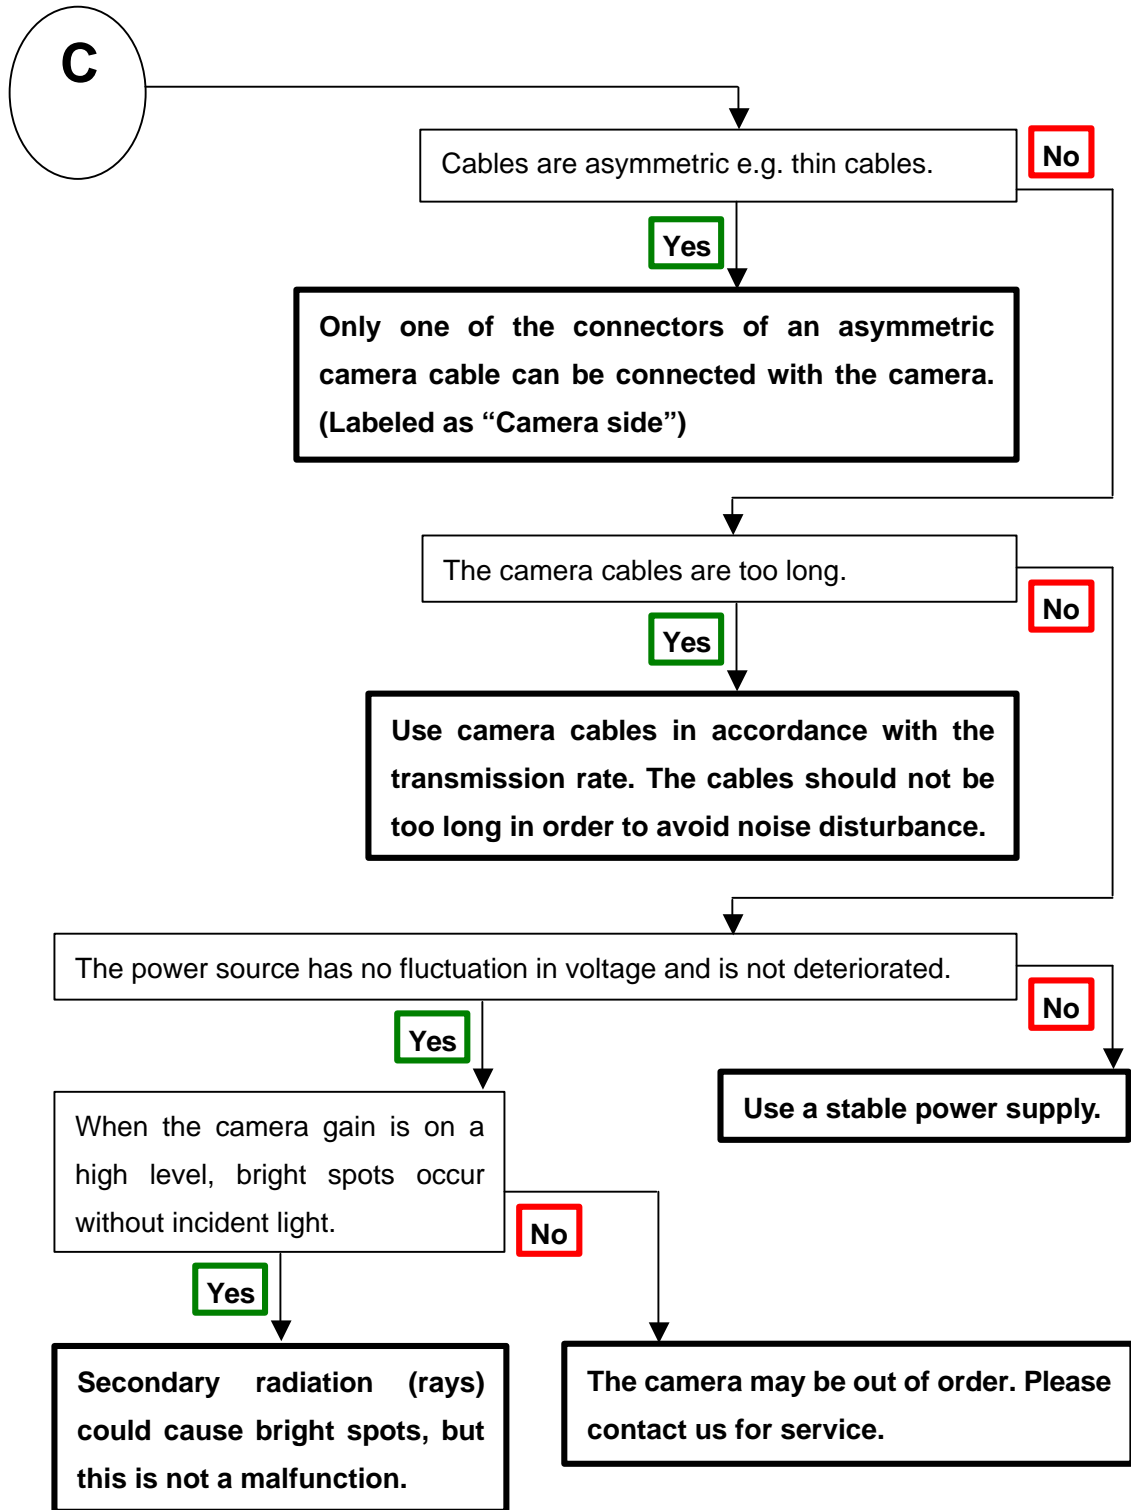 C
Cables are asymmetric e.g. thin cables.
No
Yes
Only one of the connectors of an asymmetric
camera cable can be connected with the camera.
(Labeled as “Camera side”)
The camera cables are too long.
No
Yes
Use camera cables in accordance with the
transmission rate. The cables should not be
too long in order to avoid noise disturbance.
The power source has no fluctuation in voltage and is not deteriorated.
No
Yes
Use a stable power supply.
When the camera gain is on a
high level, bright spots occur
without incident light.
No
Yes
Secondary radiation (rays)
could cause bright spots, but
this is not a malfunction.
The camera may be out of order. Please
contact us for service.